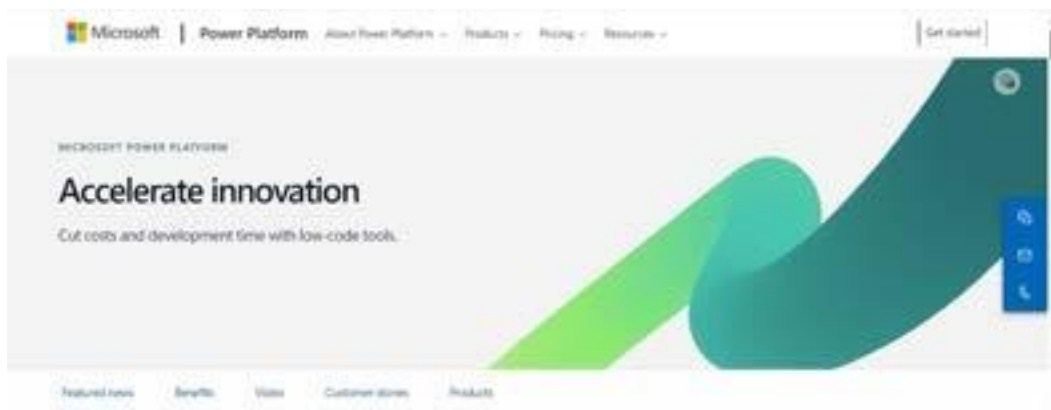 Microsoft | Power Platform About Power Platform Products Pricing Resources Get started
MICROSOFT POWER PLATFORM
Accelerate innovation
Cut costs and development time with low-code tools.
Featured news Benefits Video Customer stories Products